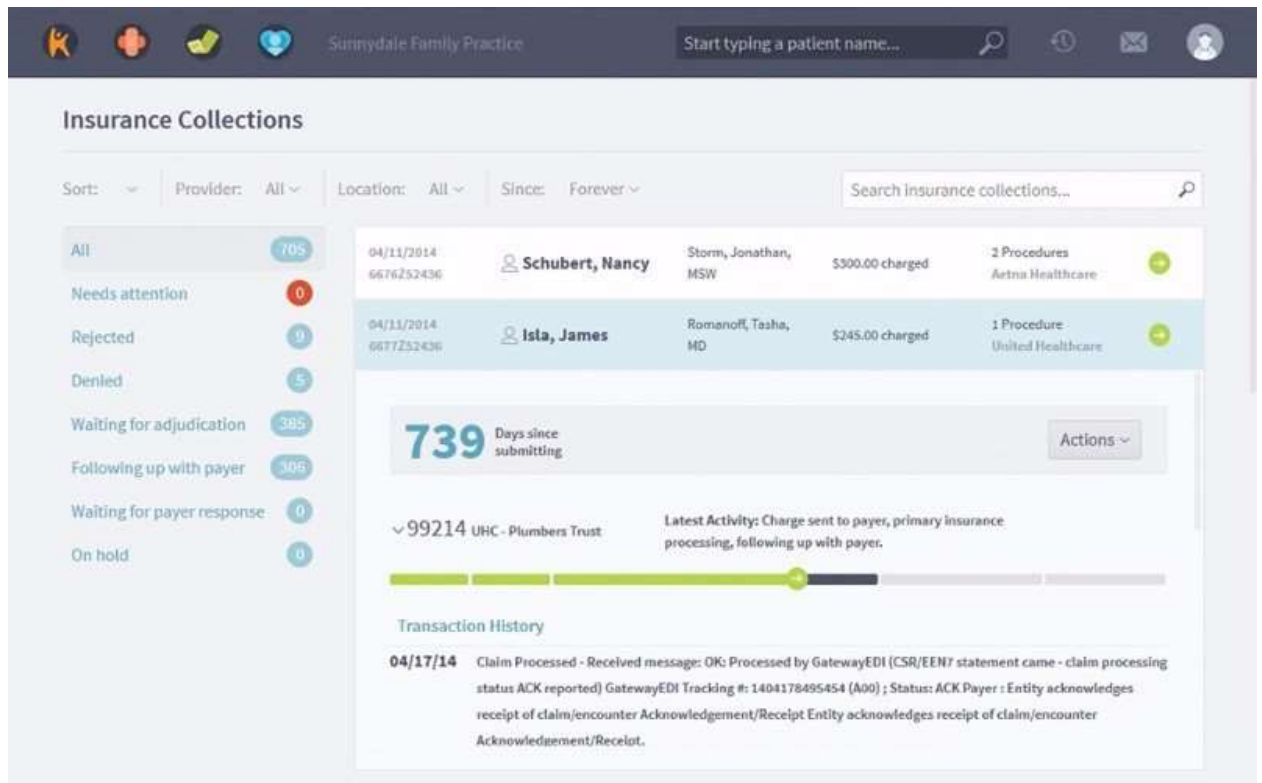 Sunnydale Family Practice
Start typing a patient name...
Insurance Collections
Sort:
Provider: All
Location: All
Since: Forever
Search insurance collections...
All 705
Needs attention 0
Rejected 9
Denied 5
Waiting for adjudication 385
Following up with payer 306
Waiting for payer response 0
On hold 0
04/11/2014
6676Z52436
Schubert, Nancy
Storm, Jonathan,
MSW
$300.00 charged
2 Procedures
Aetna Healthcare
04/11/2014
6677Z52436
Isla, James
Romanoff, Tasha,
MD
$245.00 charged
1 Procedure
United Healthcare
739 Days since
submitting
Actions
99214 UHC - Plumbers Trust
Latest Activity: Charge sent to payer, primary insurance
processing, following up with payer.
Transaction History
04/17/14 Claim Processed - Received message: OK: Processed by GatewayEDI (CSR/EEN7 statement came - claim processing
status ACK reported) GatewayEDI Tracking #: 1404178495454 (A00) ; Status: ACK Payer : Entity acknowledges
receipt of claim/encounter Acknowledgement/Receipt Entity acknowledges receipt of claim/encounter
Acknowledgement/Receipt.